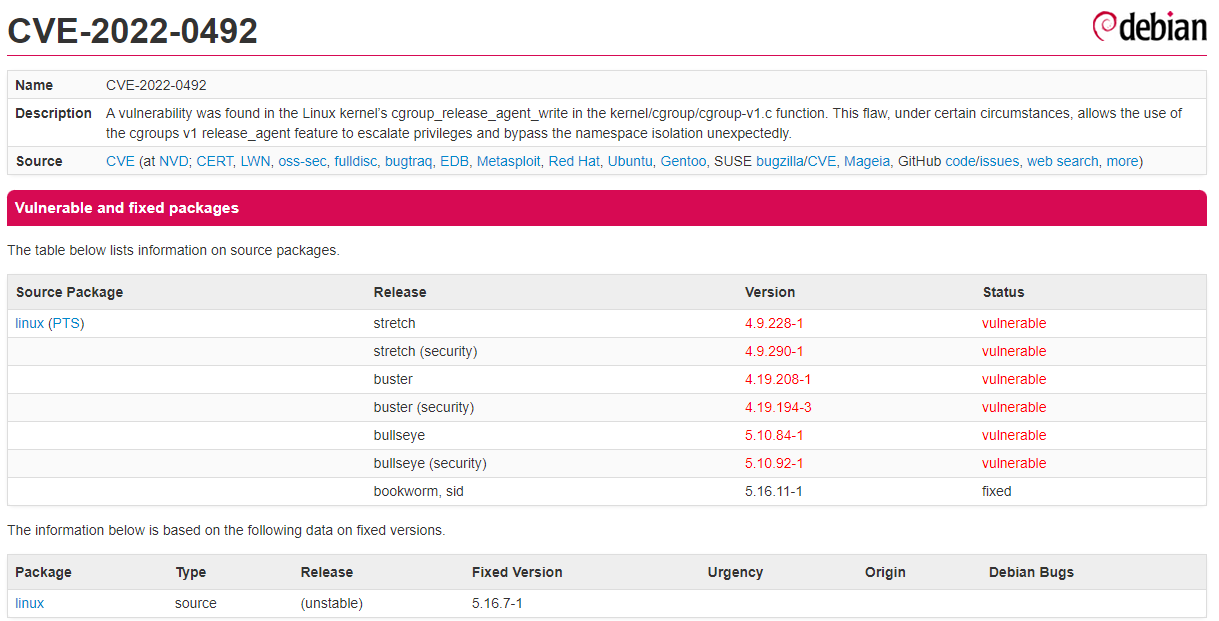 CVE-2022-0492
debian
Name CVE-2022-0492
Description A vulnerability was found in the Linux kernel's cgroup_release_agent_write in the kernel/cgroup/cgroup-v1.c function. This flaw, under certain circumstances, allows the use of
the cgroups v1 release_agent feature to escalate privileges and bypass the namespace isolation unexpectedly.
Source CVE (at NVD; CERT, LWN, oss-sec, fulldisc, bugtraq, EDB, Metasploit, Red Hat, Ubuntu, Gentoo, SUSE bugzilla/CVE, Mageia, GitHub code/issues, web search, more)
Vulnerable and fixed packages
The table below lists information on source packages.
Source Package Release Version Status
linux (PTS) stretch 4.9.228-1 vulnerable
stretch (security) 4.9.290-1 vulnerable
buster 4.19.208-1 vulnerable
buster (security) 4.19.194-3 vulnerable
bullseye 5.10.84-1 vulnerable
bullseye (security) 5.10.92-1 vulnerable
bookworm, sid 5.16.11-1 fixed
The information below is based on the following data on fixed versions.
Package Type Release Fixed Version Urgency Origin Debian Bugs
linux source (unstable) 5.16.7-1